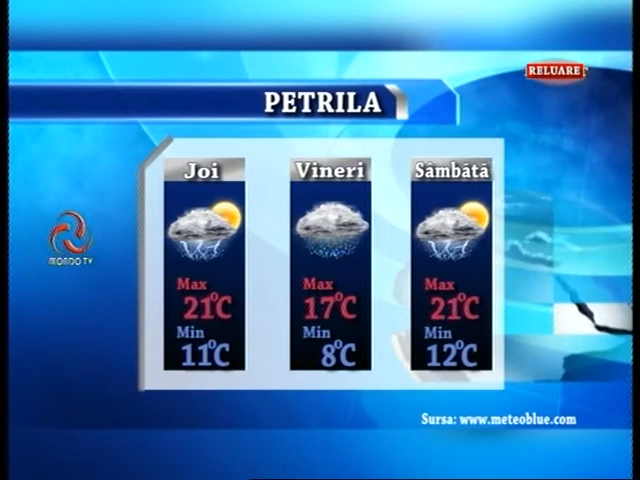 RELUARE
PETRILA
Joi
Max
21°C
Min
11°C
Vineri
Max
17°C
Min
8°C
Sâmbătă
Max
21°C
Min
12°C
MONDO TV
Sursa: www.meteoblue.com